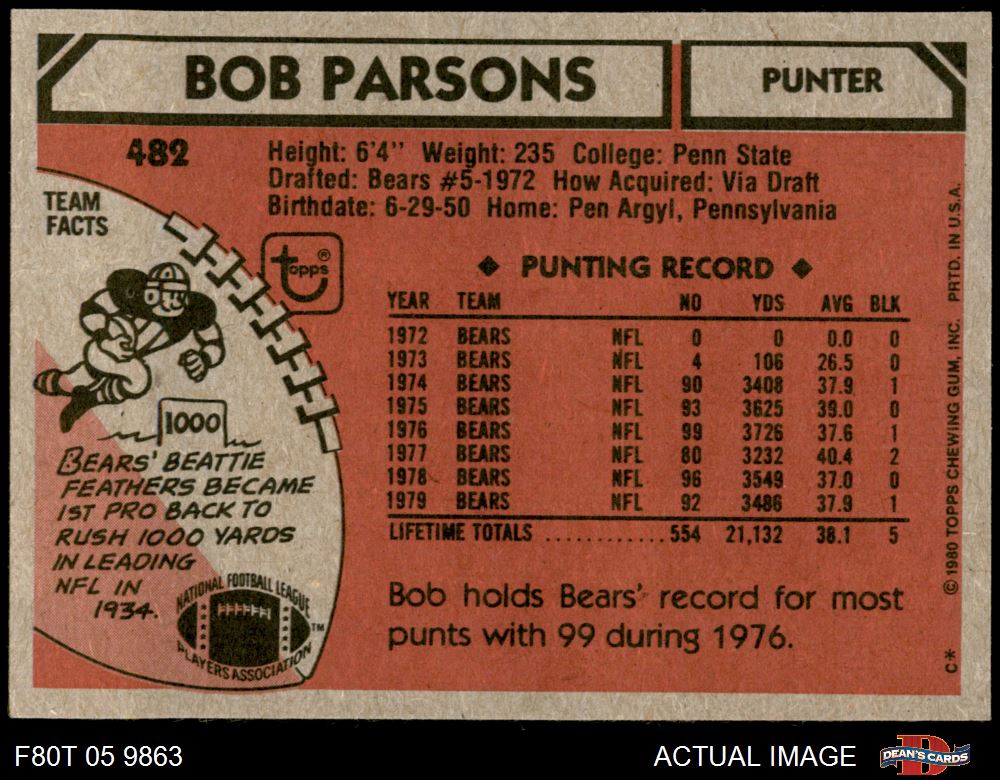 BOB PARSONS
PUNTER
482
Height: 6'4" Weight: 235 College: Penn State
Drafted: Bears #5-1972 How Acquired: Via Draft
Birthdate: 6-29-50 Home: Pen Argyl, Pennsylvania
TEAM
FACTS
topps®
1000
BEARS' BEATTIE
FEATHERS BECAME
1ST PRO BACK TO
RUSH 1000 YARDS
IN LEADING
NFL IN
1934.
NATIONAL FOOTBALL LEAGUE
PLAYERS ASSOCIATION
TM
◆ PUNTING RECORD ◆
YEAR TEAM NO YDS AVG BLK
1972 BEARS NFL 0 0 0.0 0
1973 BEARS NFL 4 106 26.5 0
1974 BEARS NFL 90 3408 37.9 1
1975 BEARS NFL 93 3625 39.0 0
1976 BEARS NFL 99 3726 37.6 1
1977 BEARS NFL 80 3232 40.4 2
1978 BEARS NFL 96 3549 37.0 0
1979 BEARS NFL 92 3486 37.9 1
LIFETIME TOTALS ............ 554 21,132 38.1 5
Bob holds Bears' record for most
punts with 99 during 1976.
C* ©1980 TOPPS CHEWING GUM, INC. PRTD. IN U.S.A.
F80T 05 9863
ACTUAL IMAGE
DEAN'S CARDS